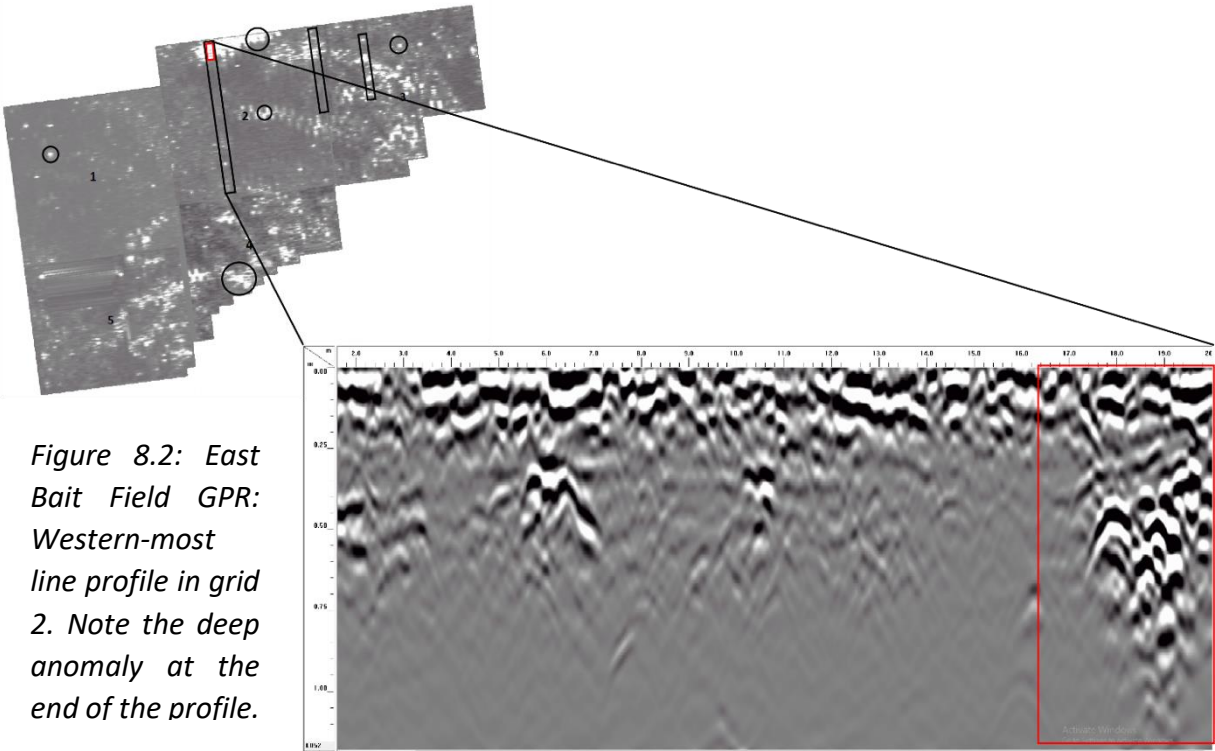 2
3
1
4
5
m 2.0 3.0 4.0 5.0 6.0 7.0 8.0 9.0 10.0 11.0 12.0 13.0 14.0 15.0 16.0 17.0 18.0 19.0 20
m
0.00
0.25
0.50
0.75
1.00
Activate Windows
Figure 8.2: East
Bait Field GPR:
Western-most
line profile in grid
2. Note the deep
anomaly at the
end of the profile.